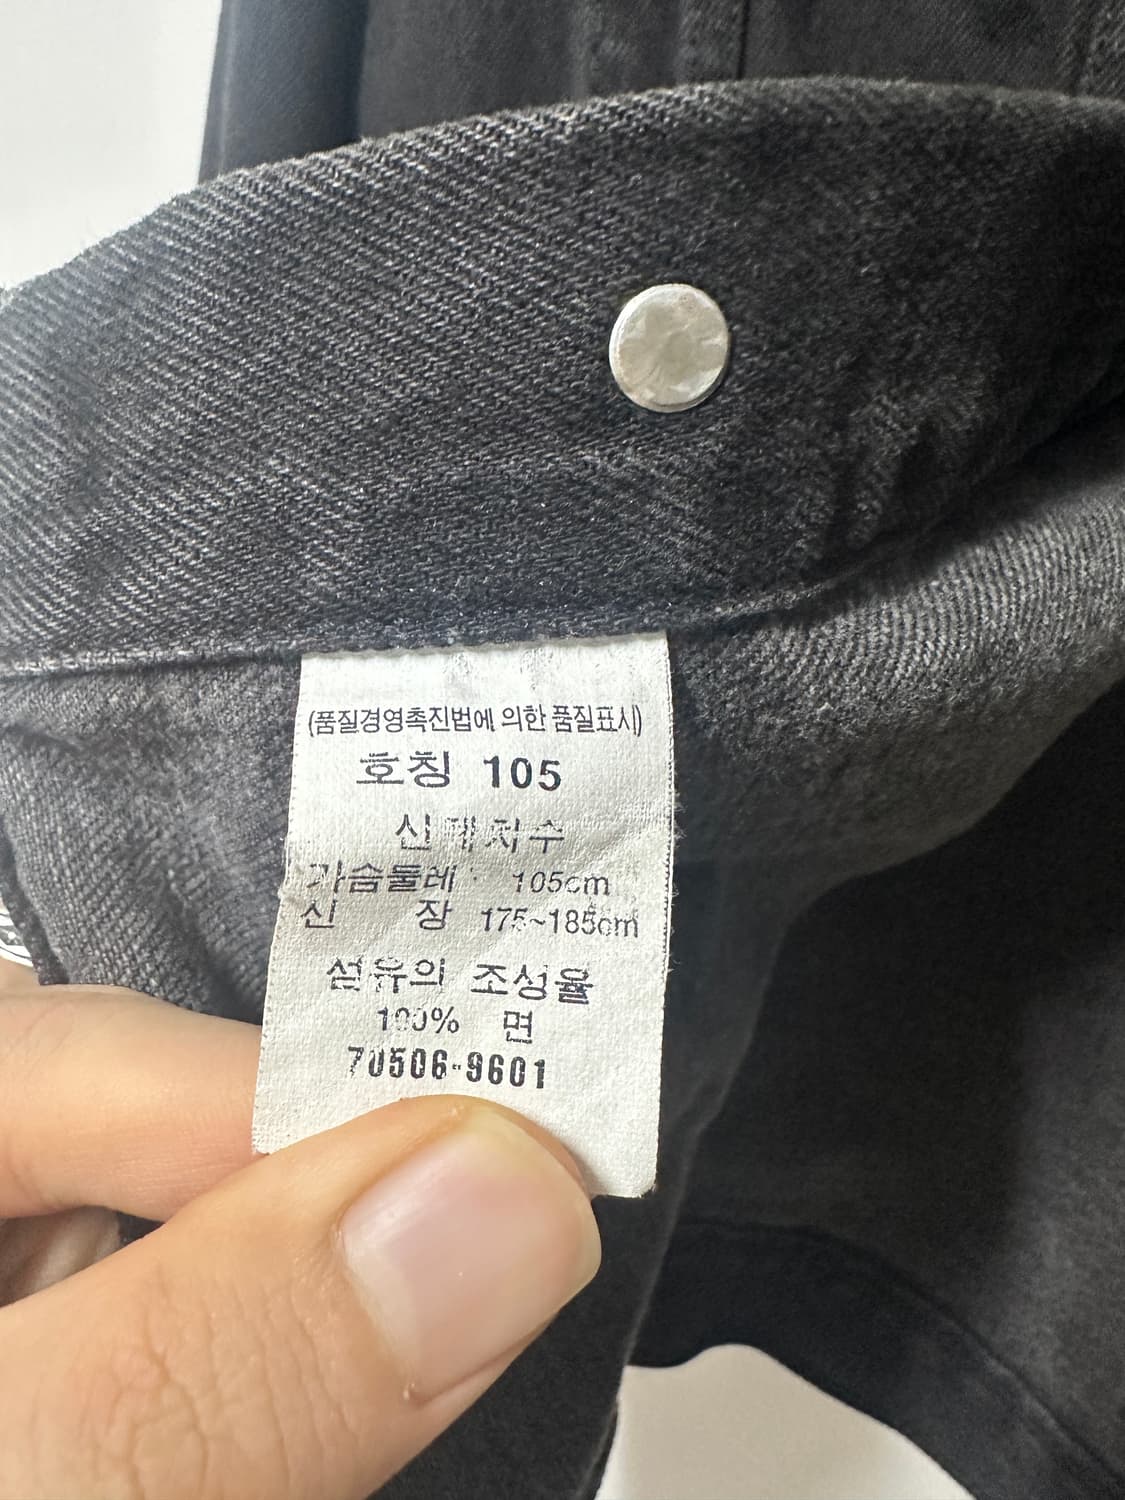 (품질경영촉진법에 의한 품질표시)
호칭 105
신체치수
가슴둘레 105cm
신 장 175~185cm
섬유의 조성율
100% 면
70506-9601